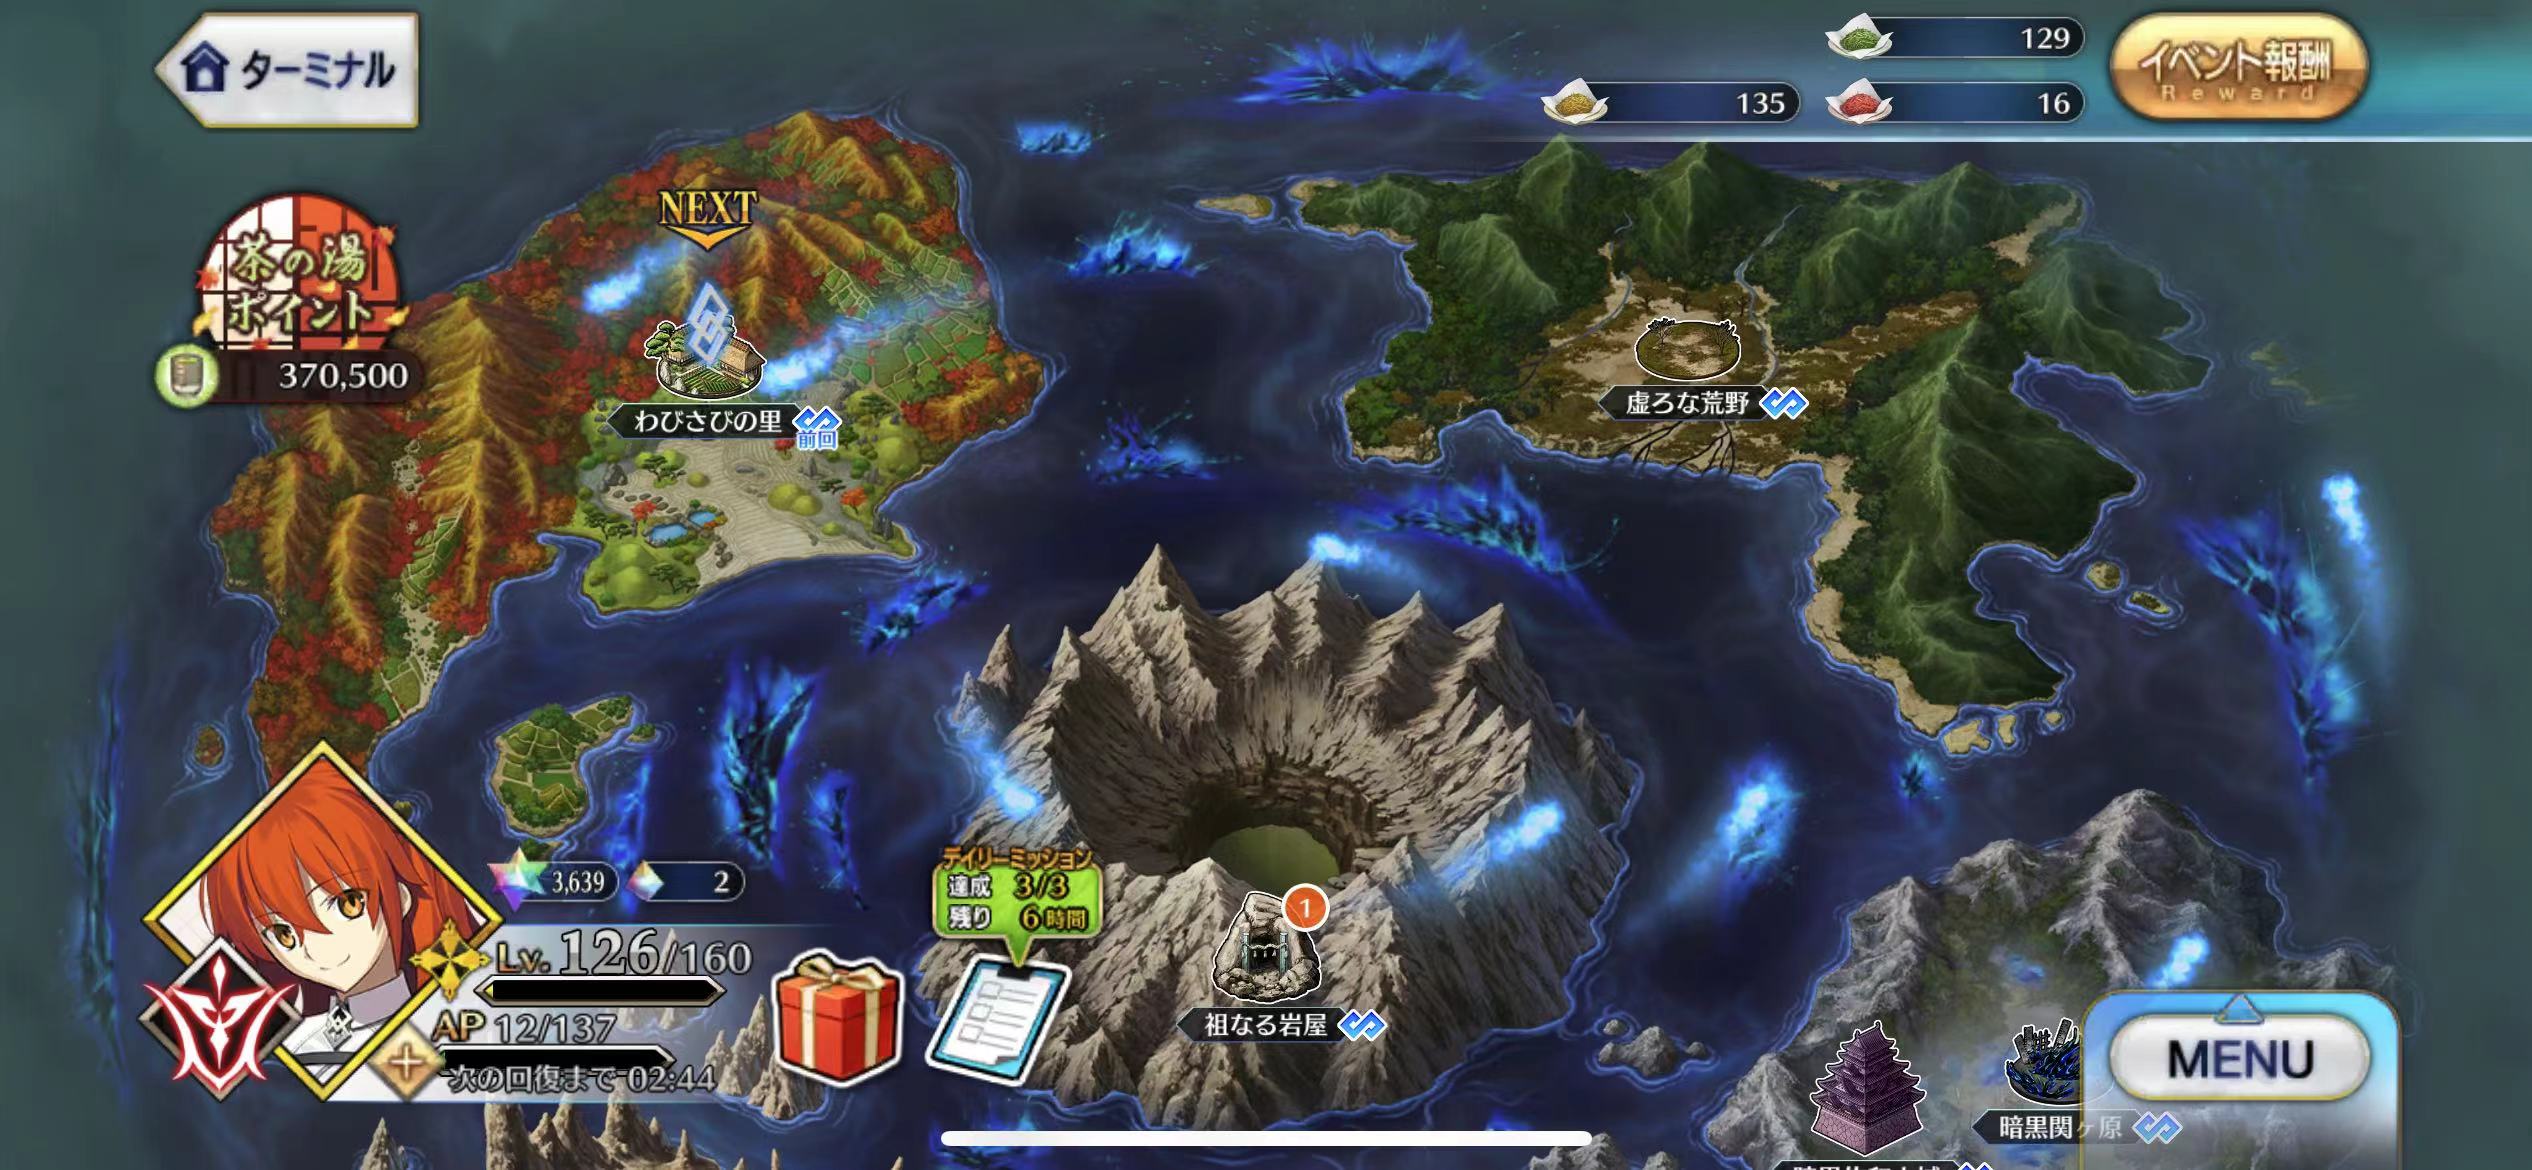 ターミナル
129
135
16
イベント報酬
Reward
茶の湯
ポイント
370,500
NEXT
わびさびの里
前回
虚ろな荒野
デイリーミッション
達成 3/3
残り 6時間
3,639
2
Lv. 126/160
AP 12/137
次の回復まで 02:44
1
祖なる岩屋
暗黒関ヶ原
MENU